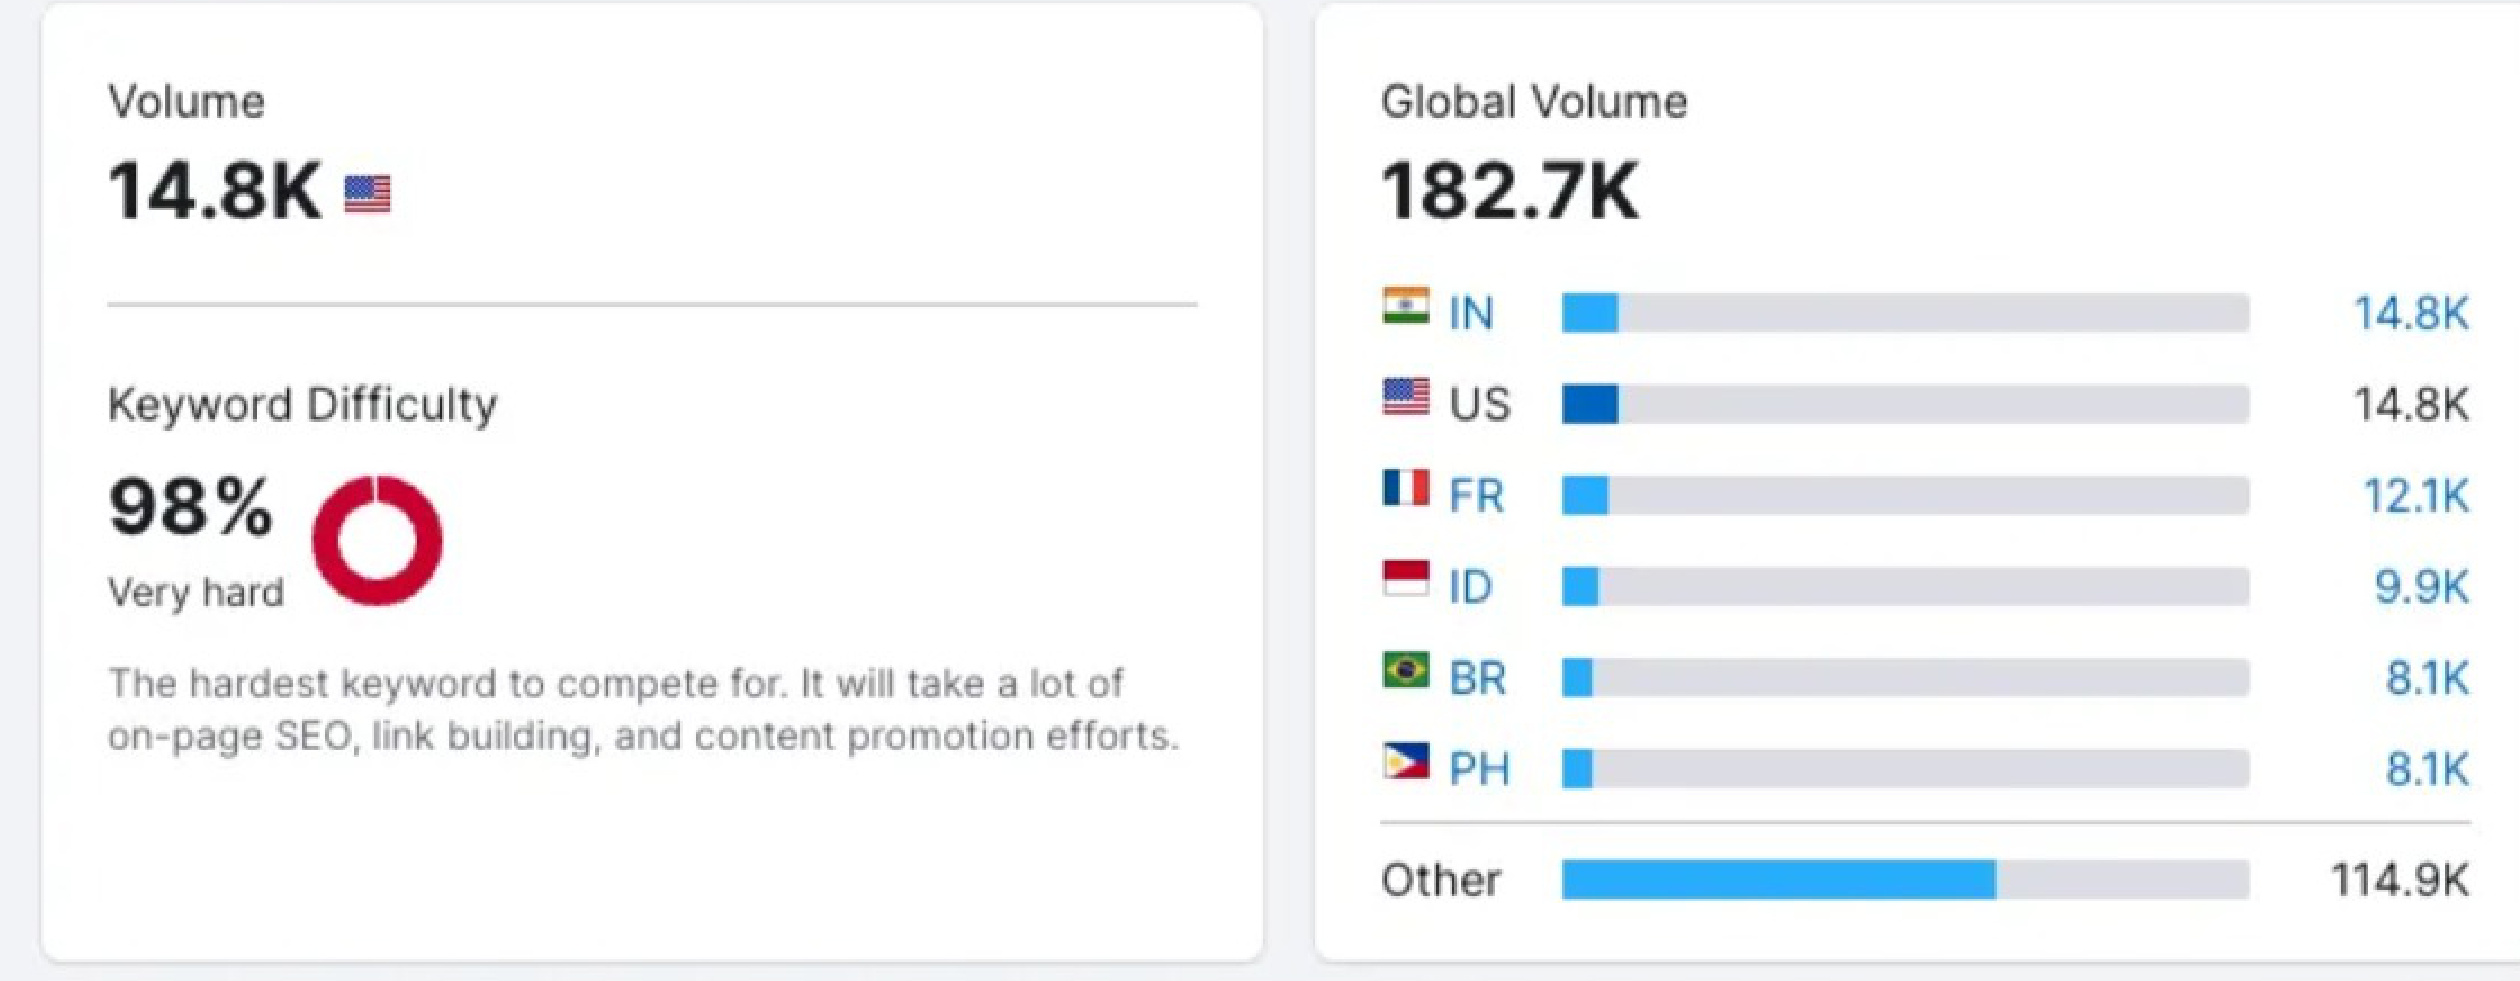 Volume
14.8K
Keyword Difficulty
98%
Very hard
The hardest keyword to compete for. It will take a lot of
on-page SEO, link building, and content promotion efforts.
Global Volume
182.7K
IN 14.8K
US 14.8K
FR 12.1K
ID 9.9K
BR 8.1K
PH 8.1K
Other 114.9K